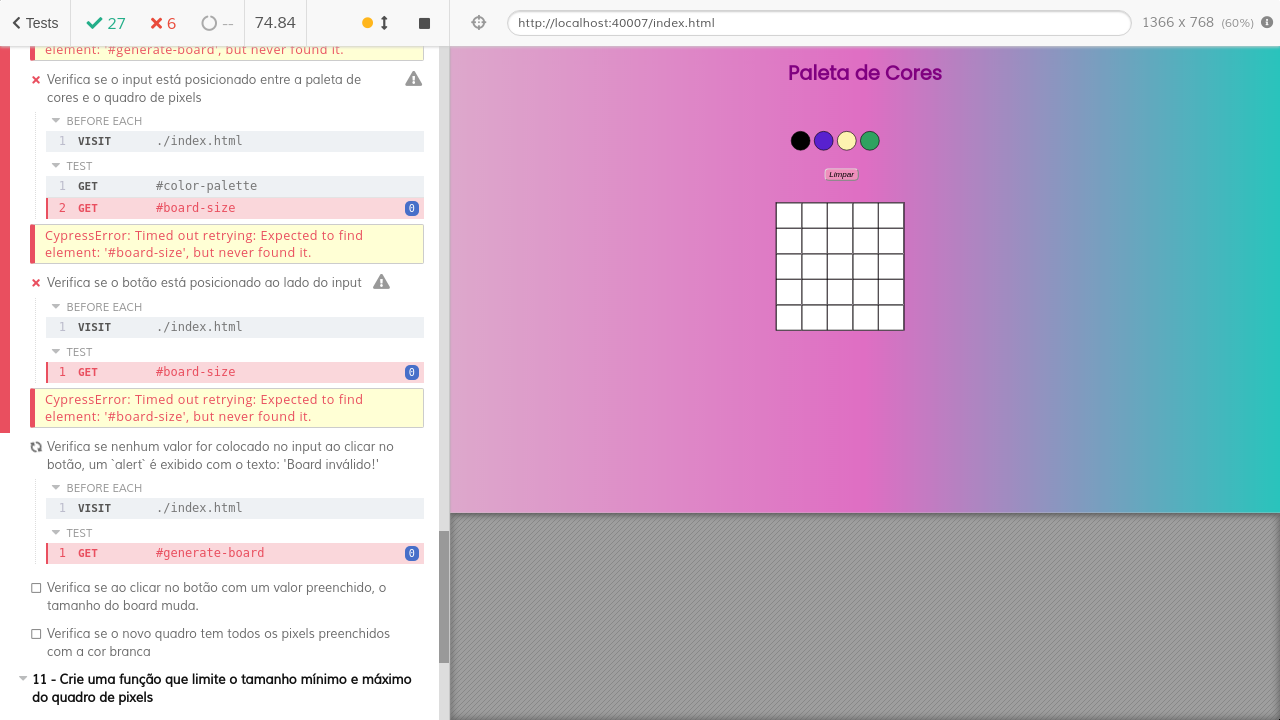 Tests
27
6
--
74.84
http://localhost:40007/index.html
1366 x 768 (60%)
element: '#generate-board', but never found it.
Verifica se o input está posicionado entre a paleta de
cores e o quadro de pixels
BEFORE EACH
1 VISIT ./index.html
TEST
1 GET #color-palette
2 GET #board-size 0
CypressError: Timed out retrying: Expected to find
element: '#board-size', but never found it.
Verifica se o botão está posicionado ao lado do input
BEFORE EACH
1 VISIT ./index.html
TEST
1 GET #board-size 0
CypressError: Timed out retrying: Expected to find
element: '#board-size', but never found it.
Verifica se nenhum valor for colocado no input ao clicar no
botão, um `alert` é exibido com o texto: 'Board inválido!'
BEFORE EACH
1 VISIT ./index.html
TEST
1 GET #generate-board 0
Verifica se ao clicar no botão com um valor preenchido, o
tamanho do board muda.
Verifica se o novo quadro tem todos os pixels preenchidos
com a cor branca
11 - Crie uma função que limite o tamanho mínimo e máximo
do quadro de pixels
Paleta de Cores
Limpar